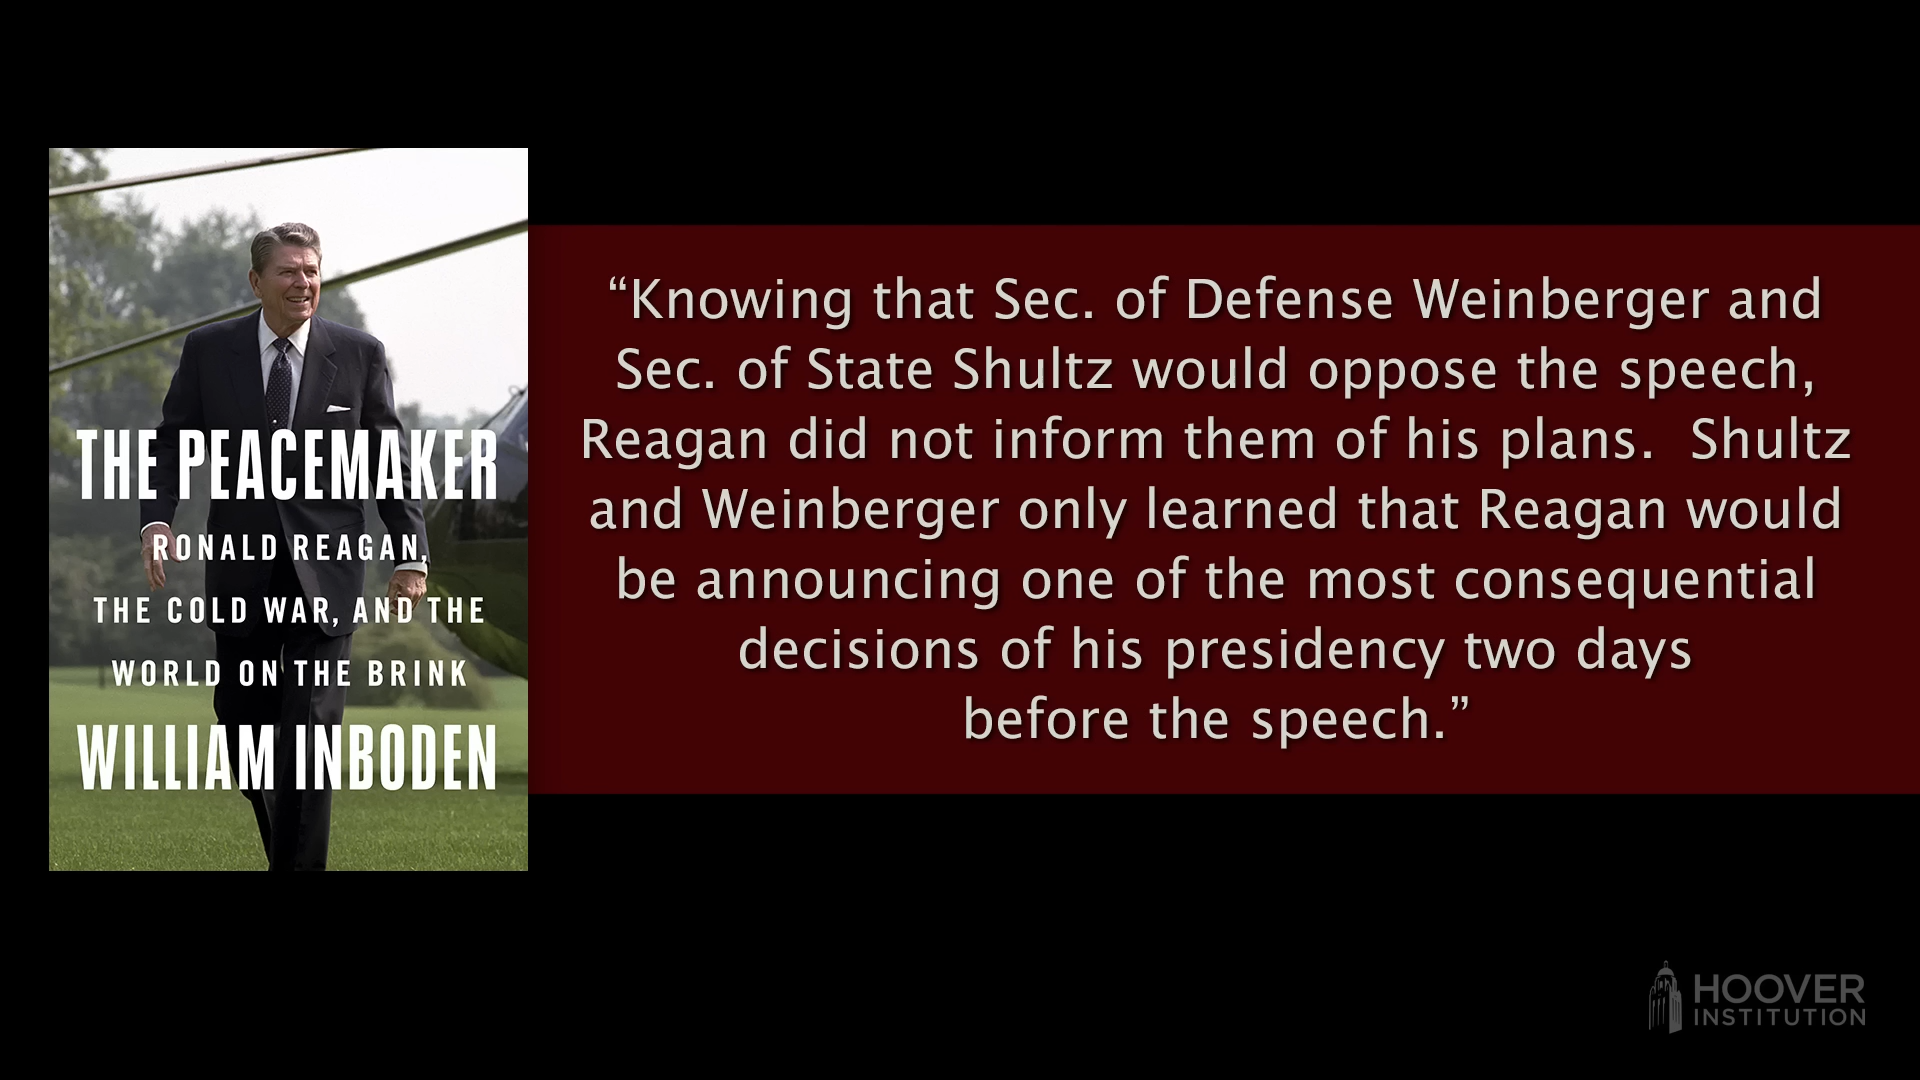 THE PEACEMAKER
RONALD REAGAN,
THE COLD WAR, AND THE
WORLD ON THE BRINK
WILLIAM INBODEN
“Knowing that Sec. of Defense Weinberger and
Sec. of State Shultz would oppose the speech,
Reagan did not inform them of his plans.  Shultz
and Weinberger only learned that Reagan would
be announcing one of the most consequential
decisions of his presidency two days
before the speech.”
HOOVER
INSTITUTION